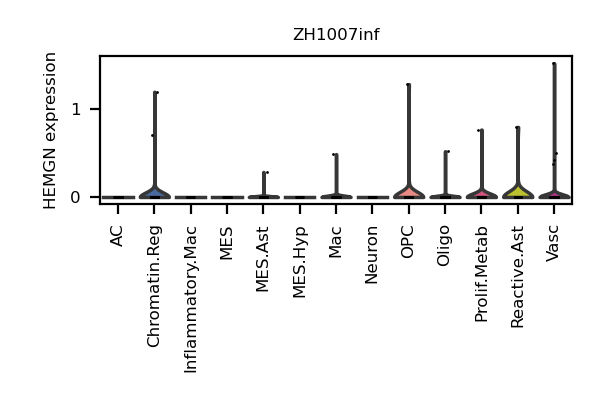 ZH1007inf
HEMGN expression
1
0
AC
Chromatin.Reg
Inflammatory.Mac
MES
MES.Ast
MES.Hyp
Mac
Neuron
OPC
Oligo
Prolif.Metab
Reactive.Ast
Vasc